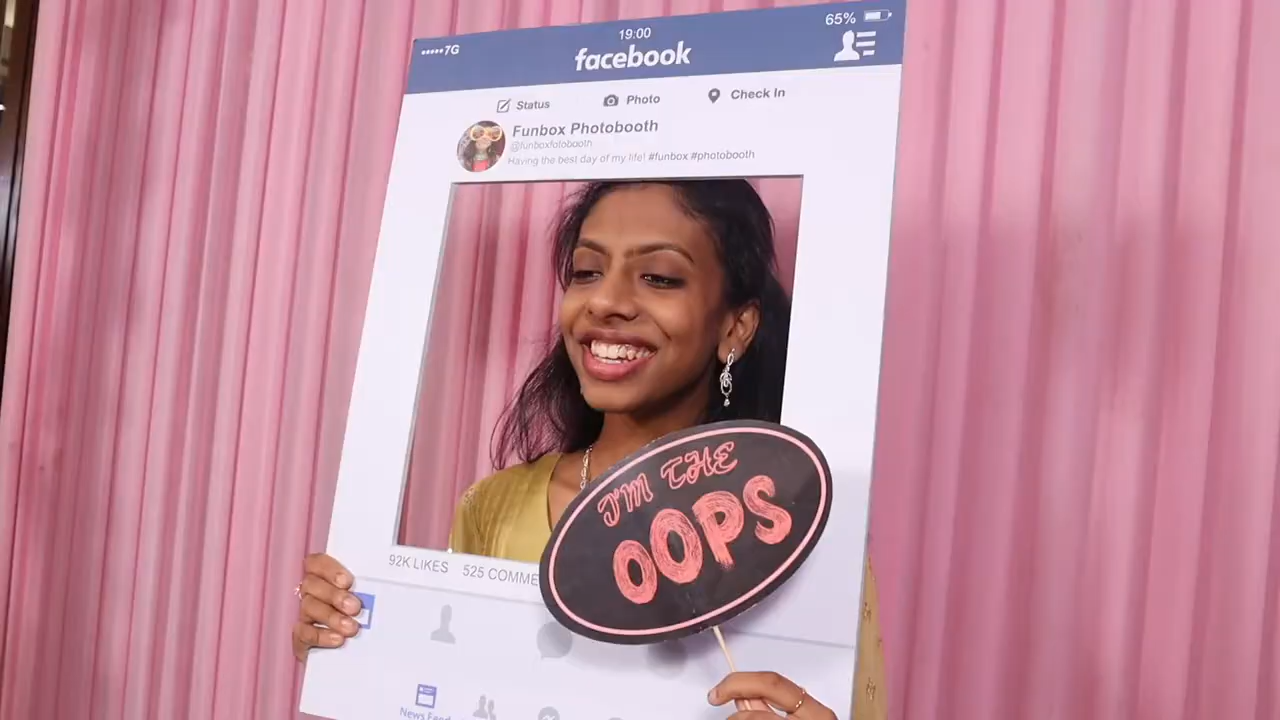 7G 19:00 65%
facebook
Status Photo Check In
Funbox Photobooth
@funboxfotobooth
Having the best day of my life! #funbox #photobooth
92K LIKES 525 COMME
I'M THE
OOPS
News Feed